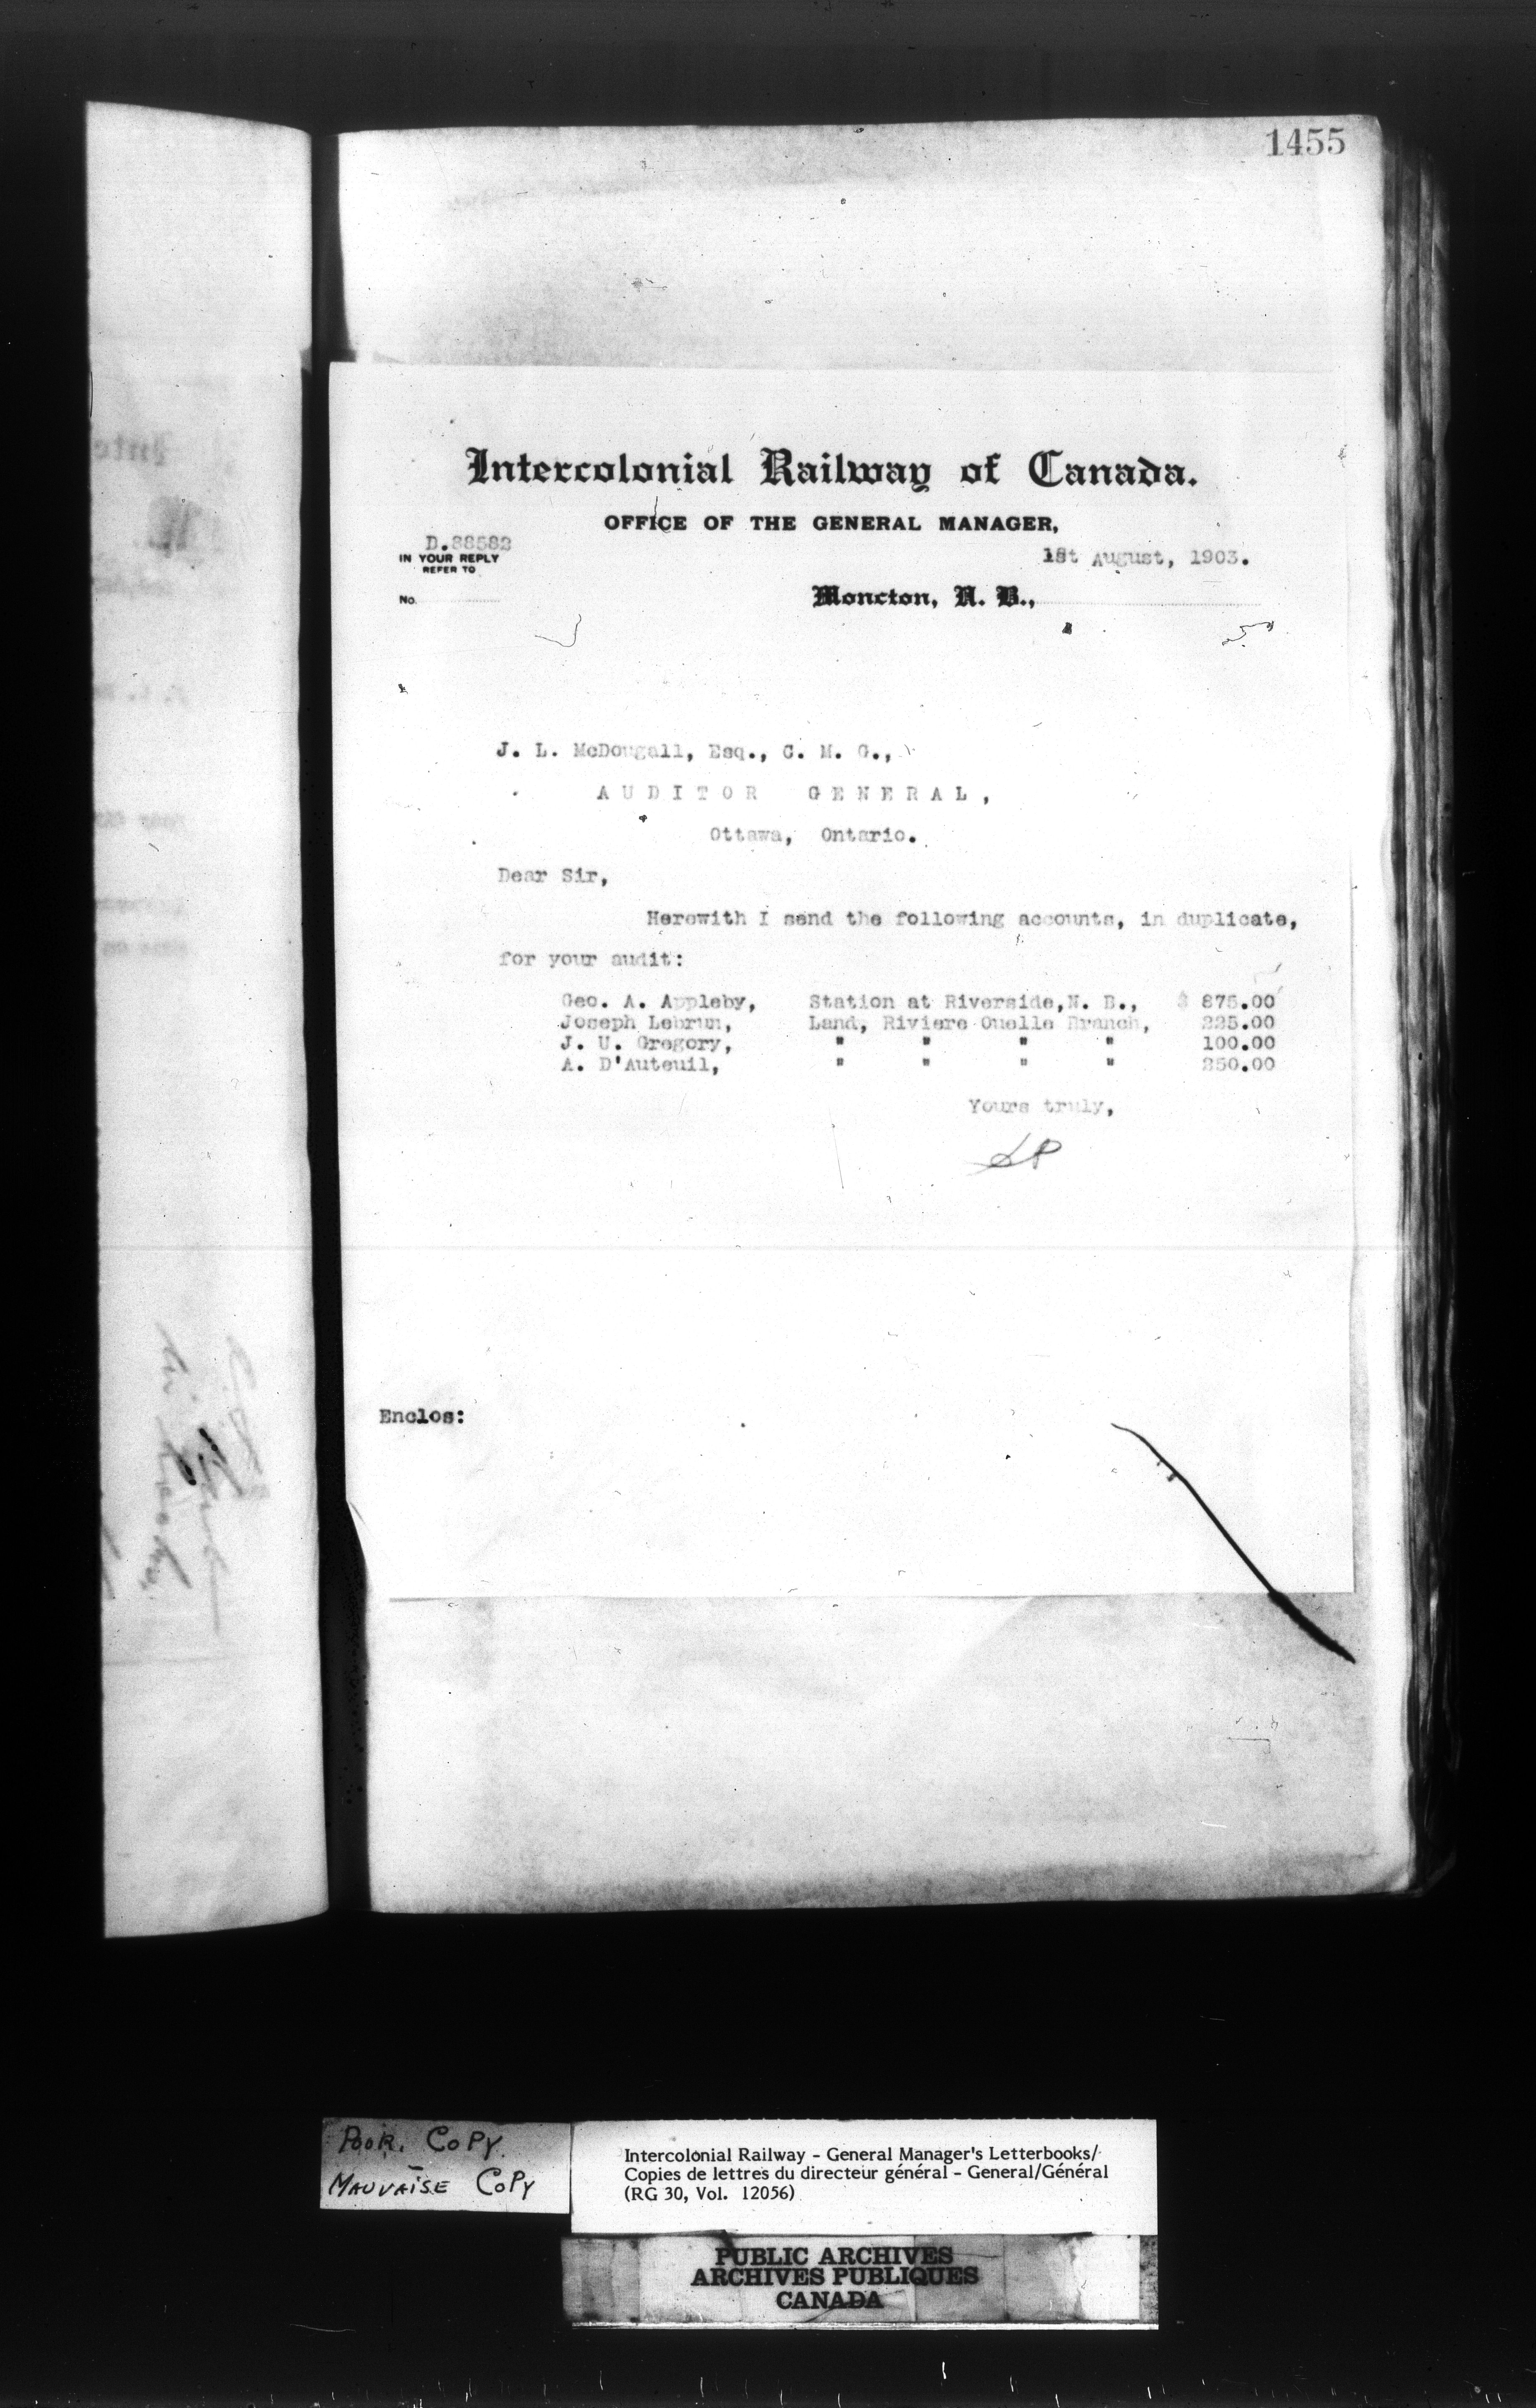 1455
Intercolonial Railway of Canada.
OFFICE OF THE GENERAL MANAGER,
D.38582
IN YOUR REPLY
REFER TO
No.
1st August, 1903.
Moncton, N. B.,
J. L. McDougall, Esq., C. M. G.,
AUDITOR GENERAL,
Ottawa, Ontario.
Dear Sir,
Herewith I send the following accounts, in duplicate,
for your audit:
Geo. A. Appleby, Station at Riverside, N. B., $ 875.00
Joseph Lebrun, Land, Riviere Ouelle Branch, 225.00
J. U. Gregory, " " " " 100.00
A. D'Auteuil, " " " " 250.00
Yours truly,
Enclos:
POOR. COPY.
MAUVAISE COPY
Intercolonial Railway - General Manager's Letterbooks/
Copies de lettres du directeur général - General/Général
(RG 30, Vol. 12056)
PUBLIC ARCHIVES
ARCHIVES PUBLIQUES
CANADA